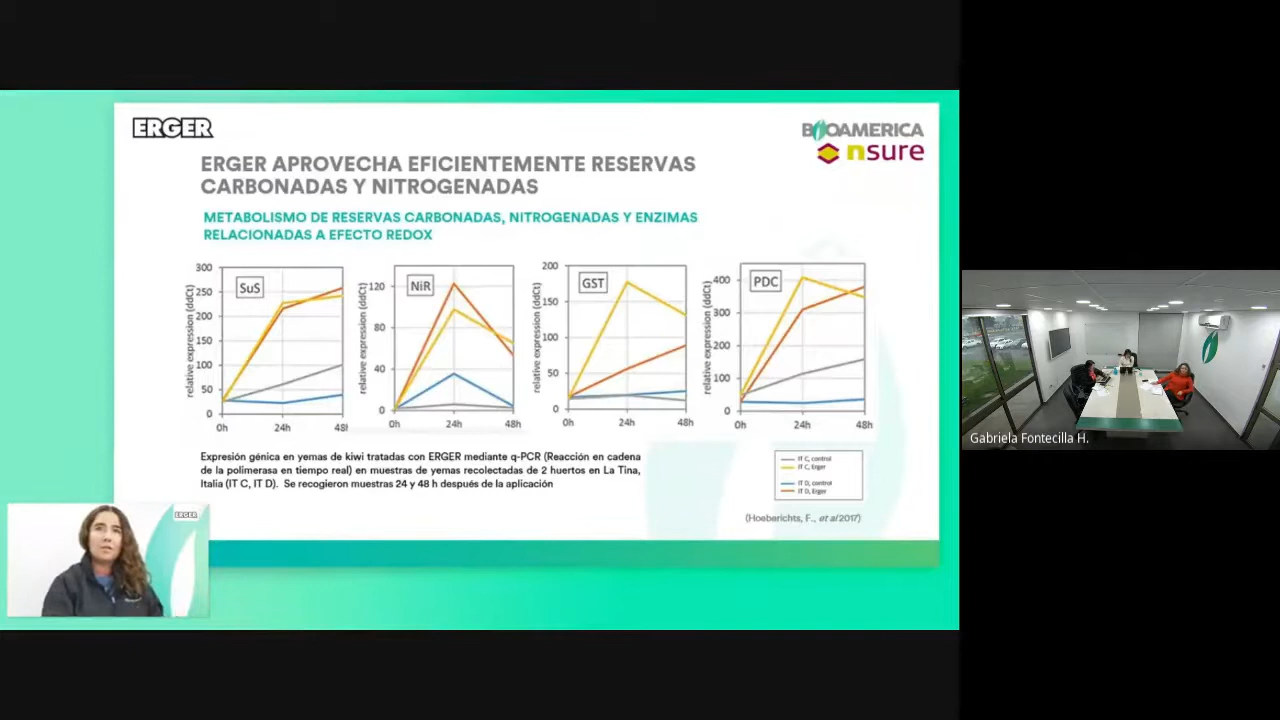 ERGER
BIOAMERICA
nsure
ERGER APROVECHA EFICIENTEMENTE RESERVAS
CARBONADAS Y NITROGENADAS
METABOLISMO DE RESERVAS CARBONADAS, NITROGENADAS Y ENZIMAS
RELACIONADAS A EFECTO REDOX
relative expression (ddCt)
300
250
200
150
100
50
0
SuS
0h 24h 48h
relative expression (ddCt)
120
80
40
0
NiR
0h 24h 48h
relative expression (ddCt)
200
150
100
50
0
GST
0h 24h 48h
relative expression (ddCt)
400
300
200
100
0
PDC
0h 24h 48h
Expresión génica en yemas de kiwi tratadas con ERGER mediante q-PCR (Reacción en cadena
de la polimerasa en tiempo real) en muestras de yemas recolectadas de 2 huertos en La Tina,
Italia (IT C, IT D). Se recogieron muestras 24 y 48 h después de la aplicación
IT C, control
IT C, Erger
IT D, control
IT D, Erger
(Hoeberichts, F., et al 2017)
ERGER
Gabriela Fontecilla H.